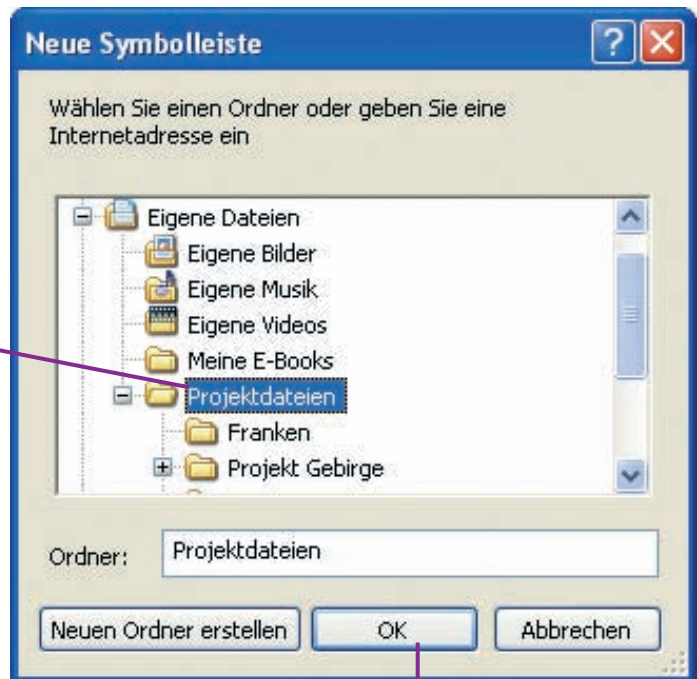 Neue Symbolleiste
Wählen Sie einen Ordner oder geben Sie eine
Internetadresse ein
Eigene Dateien
Eigene Bilder
Eigene Musik
Eigene Videos
Meine E-Books
Projektdateien
Franken
Projekt Gebirge
Ordner: Projektdateien
Neuen Ordner erstellen OK Abbrechen